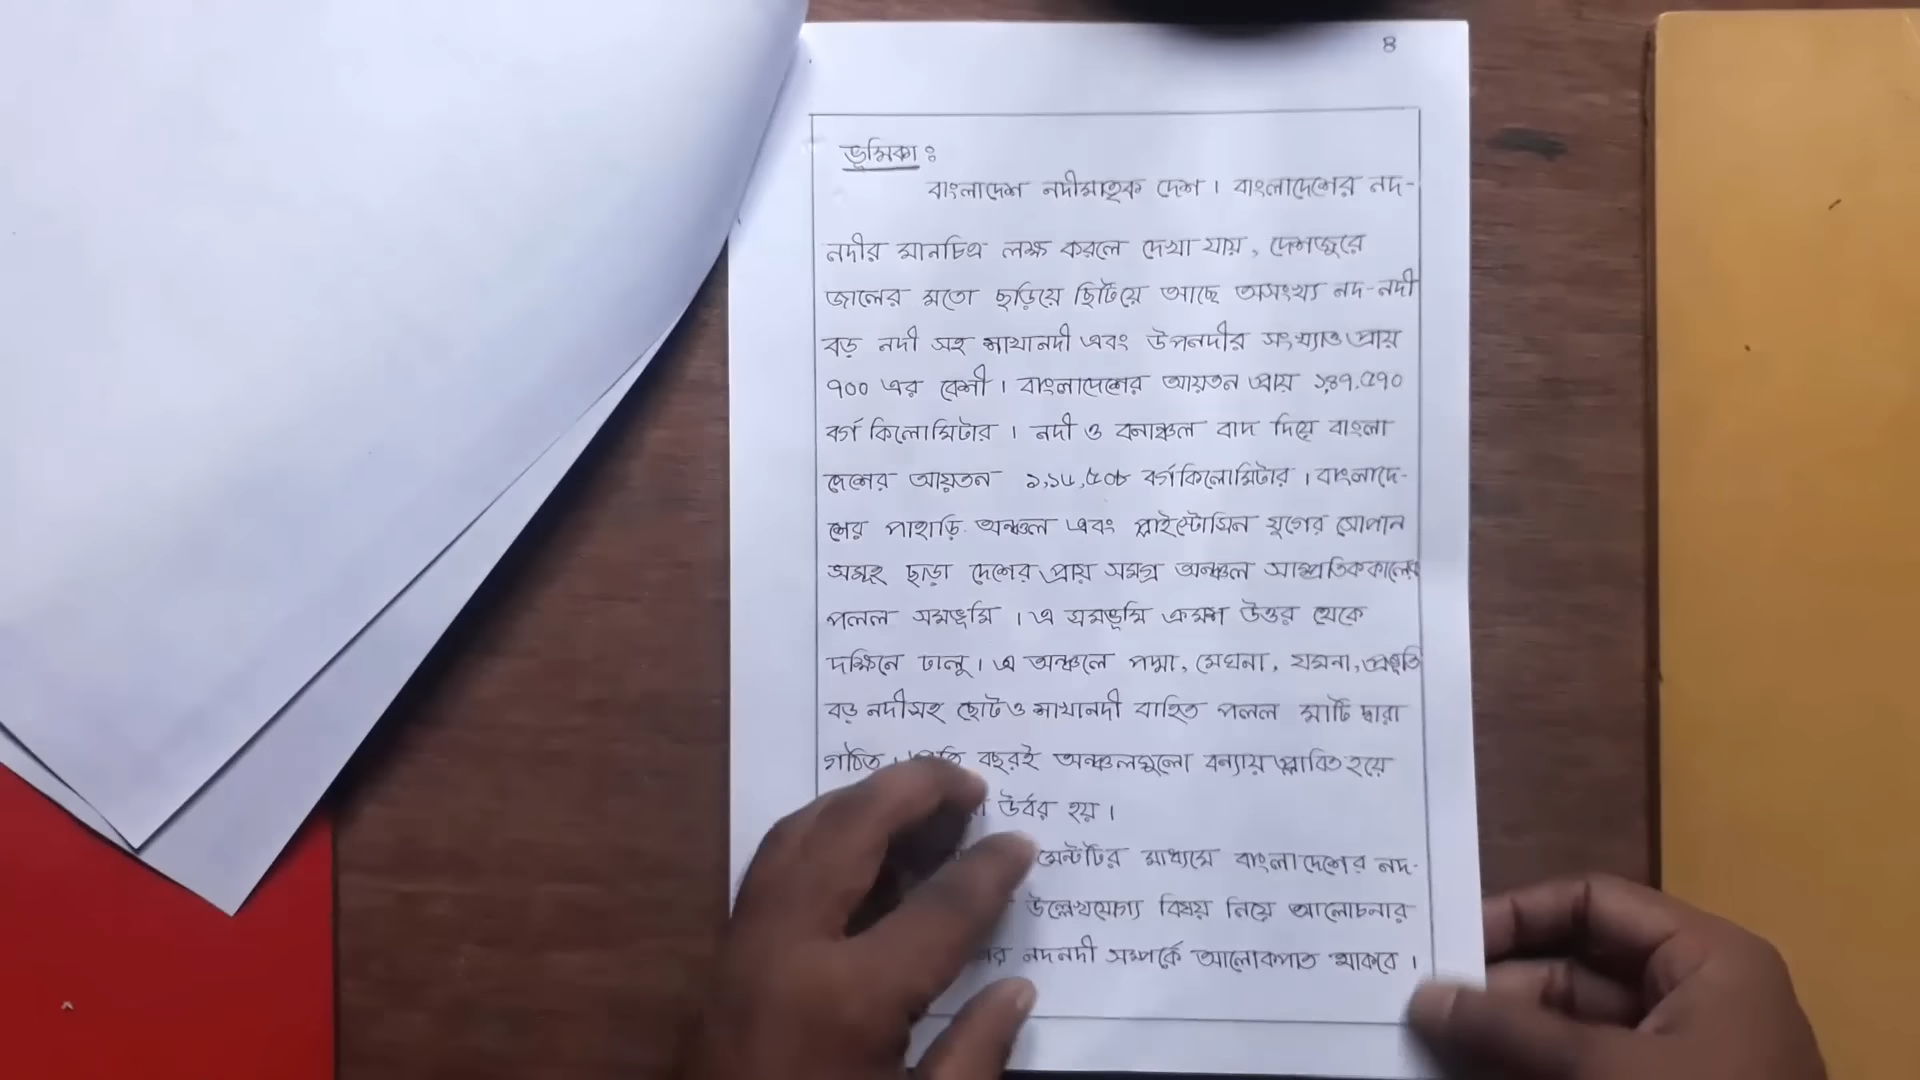 ৪
ভূমিকা :
বাংলাদেশ নদীমাতৃক দেশ । বাংলাদেশের নদ-
নদীর মানচিত্র লক্ষ করলে দেখা যায় , দেশজুরে
জালের মতো ছড়িয়ে ছিটিয়ে আছে অসংখ্য নদ-নদী
বড় নদী সহ শাখানদী এবং উপনদীর সংখ্যাও প্রায়
৭০০ এর বেশী । বাংলাদেশের আয়তন প্রায় ১,৪৭,৫৭০
বর্গ কিলোমিটার । নদী ও বনাঞ্চল বাদ দিয়ে বাংলা
দেশের আয়তন বর্গকিলোমিটার । বাংলাদে-
শের পাহাড়ি অঞ্চল এবং প্লাইস্টোসিন যুগের সোপান
সমূহ ছাড়া দেশের প্রায় সমগ্র অঞ্চল সাম্প্রতিককালের
পলল সমভূমি । এ সমভূমি ক্রমশ উত্তর থেকে
দক্ষিনে ঢালু । এ অঞ্চলে পদ্মা, মেঘনা, যমনা, প্রভৃতি
বড় নদীসহ ছোট ও শাখানদী বাহিত পলল মাটি দ্বারা
গঠিত । বছরই অঞ্চলগুলো বন্যায় প্লাবিত হয়ে
উর্বর হয় ।
মেন্টটির মাধ্যমে বাংলাদেশের নদ-
উল্লেখযোগ্য বিষয় নিয়ে আলোচনার
নদনদী সম্পর্কে আলোকপাত থাকবে ।